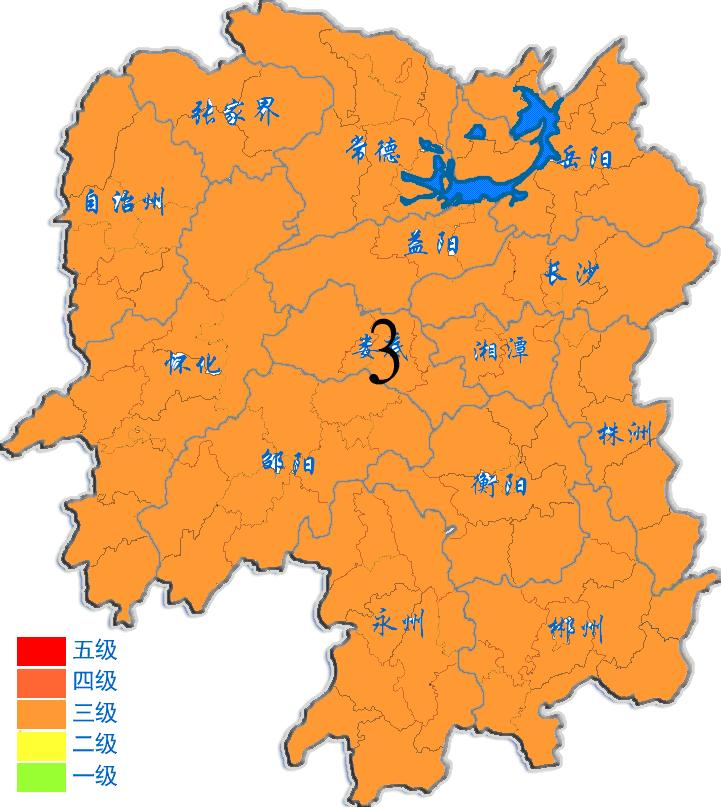 张家界
常德
岳阳
自治州
益阳
长沙
3
娄底
湘潭
怀化
株洲
邵阳
衡阳
永州
郴州
五级
四级
三级
二级
一级